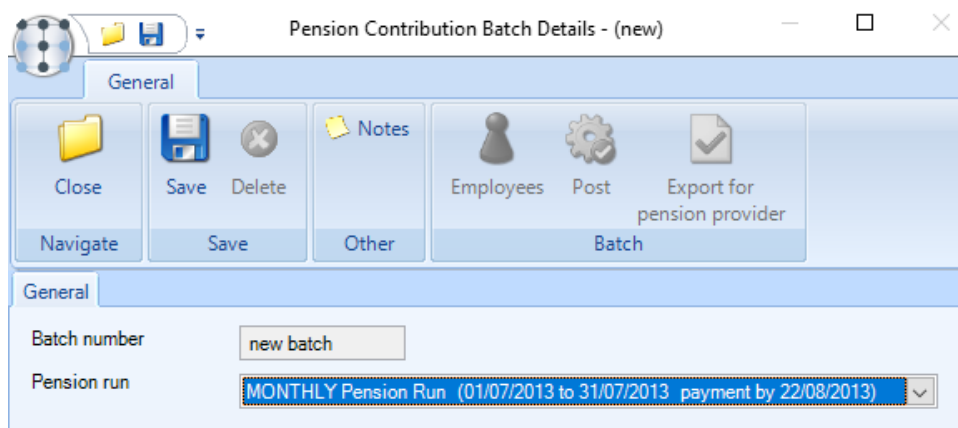 Pension Contribution Batch Details - (new)
General
Close
Save
Delete
Notes
Employees
Post
Export for
pension provider
Navigate
Save
Other
Batch
General
Batch number
new batch
Pension run
MONTHLY Pension Run (01/07/2013 to 31/07/2013 payment by 22/08/2013)